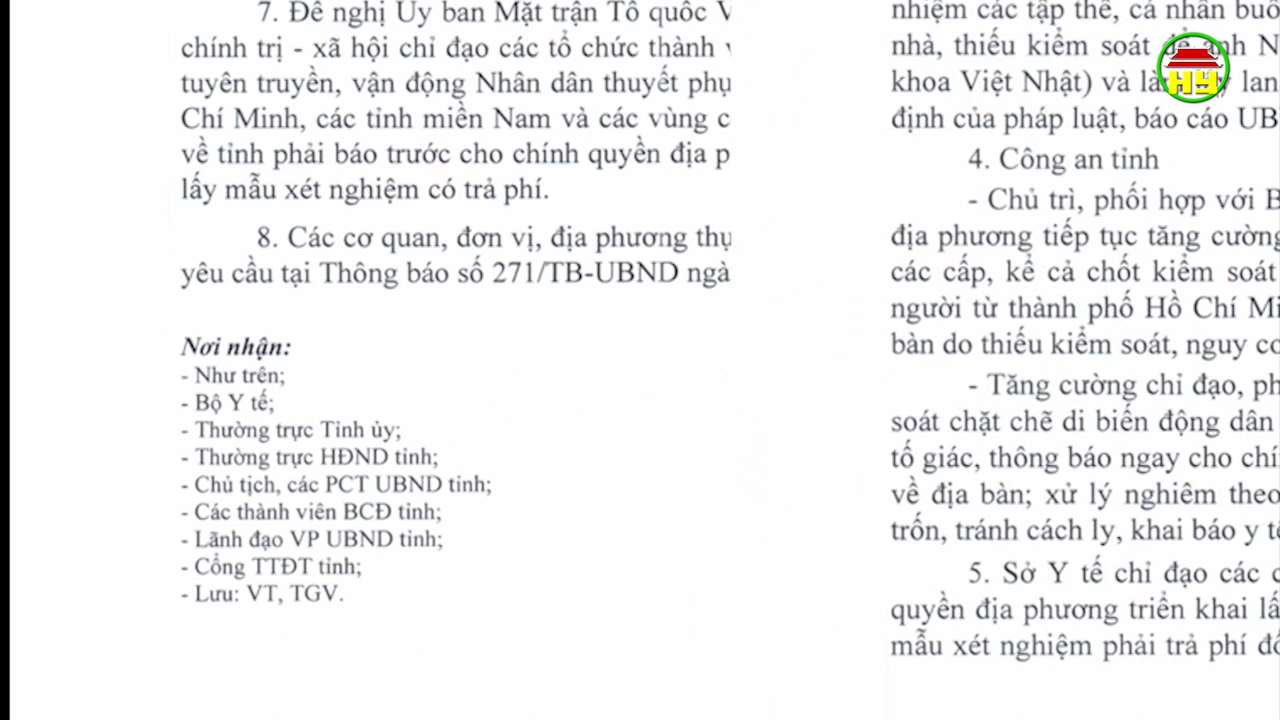 7. Đề nghị Ủy ban Mặt trận Tổ quốc V
chính trị - xã hội chỉ đạo các tổ chức thành
tuyên truyền, vận động Nhân dân thuyết phụ
Chí Minh, các tỉnh miền Nam và các vùng c
về tỉnh phải báo trước cho chính quyền địa p
lấy mẫu xét nghiệm có trả phí.
8. Các cơ quan, đơn vị, địa phương thự
yêu cầu tại Thông báo số 271/TB-UBND ngà
Nơi nhận:
- Như trên;
- Bộ Y tế;
- Thường trực Tỉnh ủy;
- Thường trực HĐND tỉnh;
- Chủ tịch, các PCT UBND tỉnh;
- Các thành viên BCĐ tỉnh;
- Lãnh đạo VP UBND tỉnh;
- Cổng TTĐT tỉnh;
- Lưu: VT, TGV.
nhiệm các tập thể, cá nhân buô
nhà, thiếu kiểm soát để anh N
khoa Việt Nhật) và là lan
định của pháp luật, báo cáo UB
4. Công an tỉnh
- Chủ trì, phối hợp với B
địa phương tiếp tục tăng cường
các cấp, kể cả chốt kiểm soát
người từ thành phố Hồ Chí Mi
bàn do thiếu kiểm soát, nguy cơ
- Tăng cường chỉ đạo, ph
soát chặt chẽ di biến động dân
tố giác, thông báo ngay cho chí
về địa bàn; xử lý nghiêm theo
trốn, tránh cách ly, khai báo y tế
5. Sở Y tế chỉ đạo các c
quyền địa phương triển khai lấ
mẫu xét nghiệm phải trả phí đố
HY